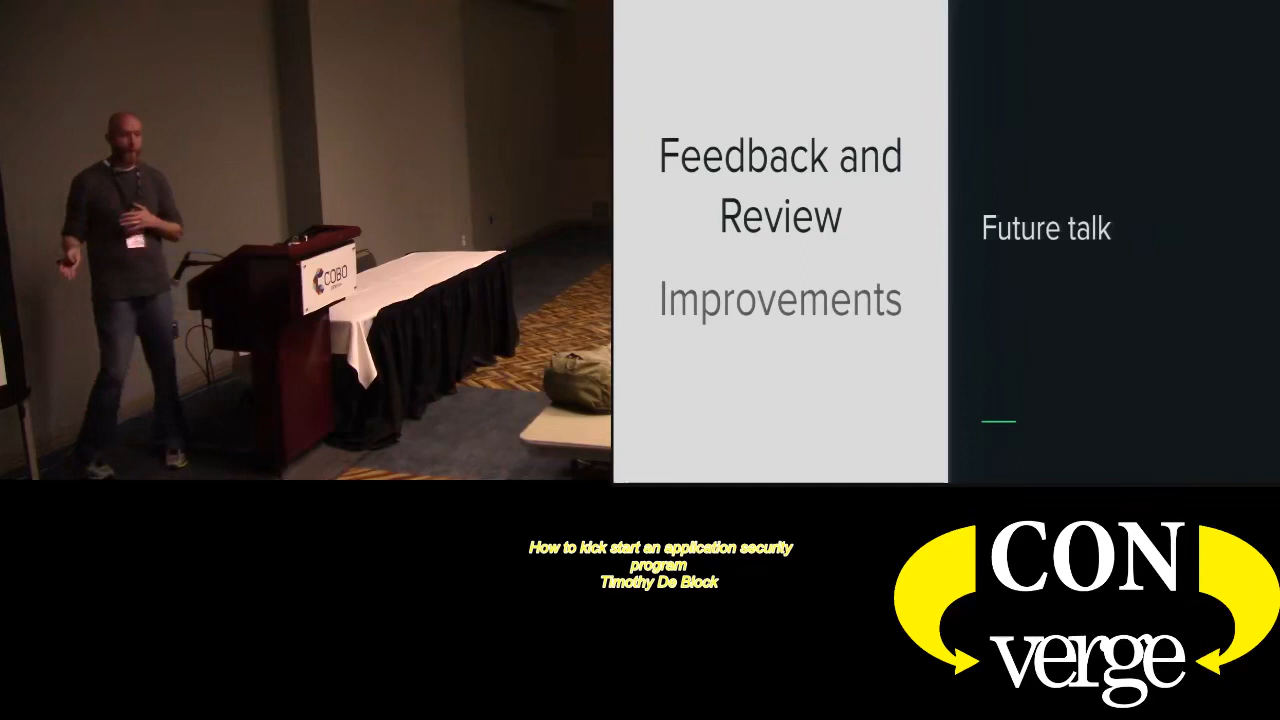 COBO
Feedback and
Review
Improvements
Future talk
How to kick start an application security
program
Timothy De Block
CON
verge